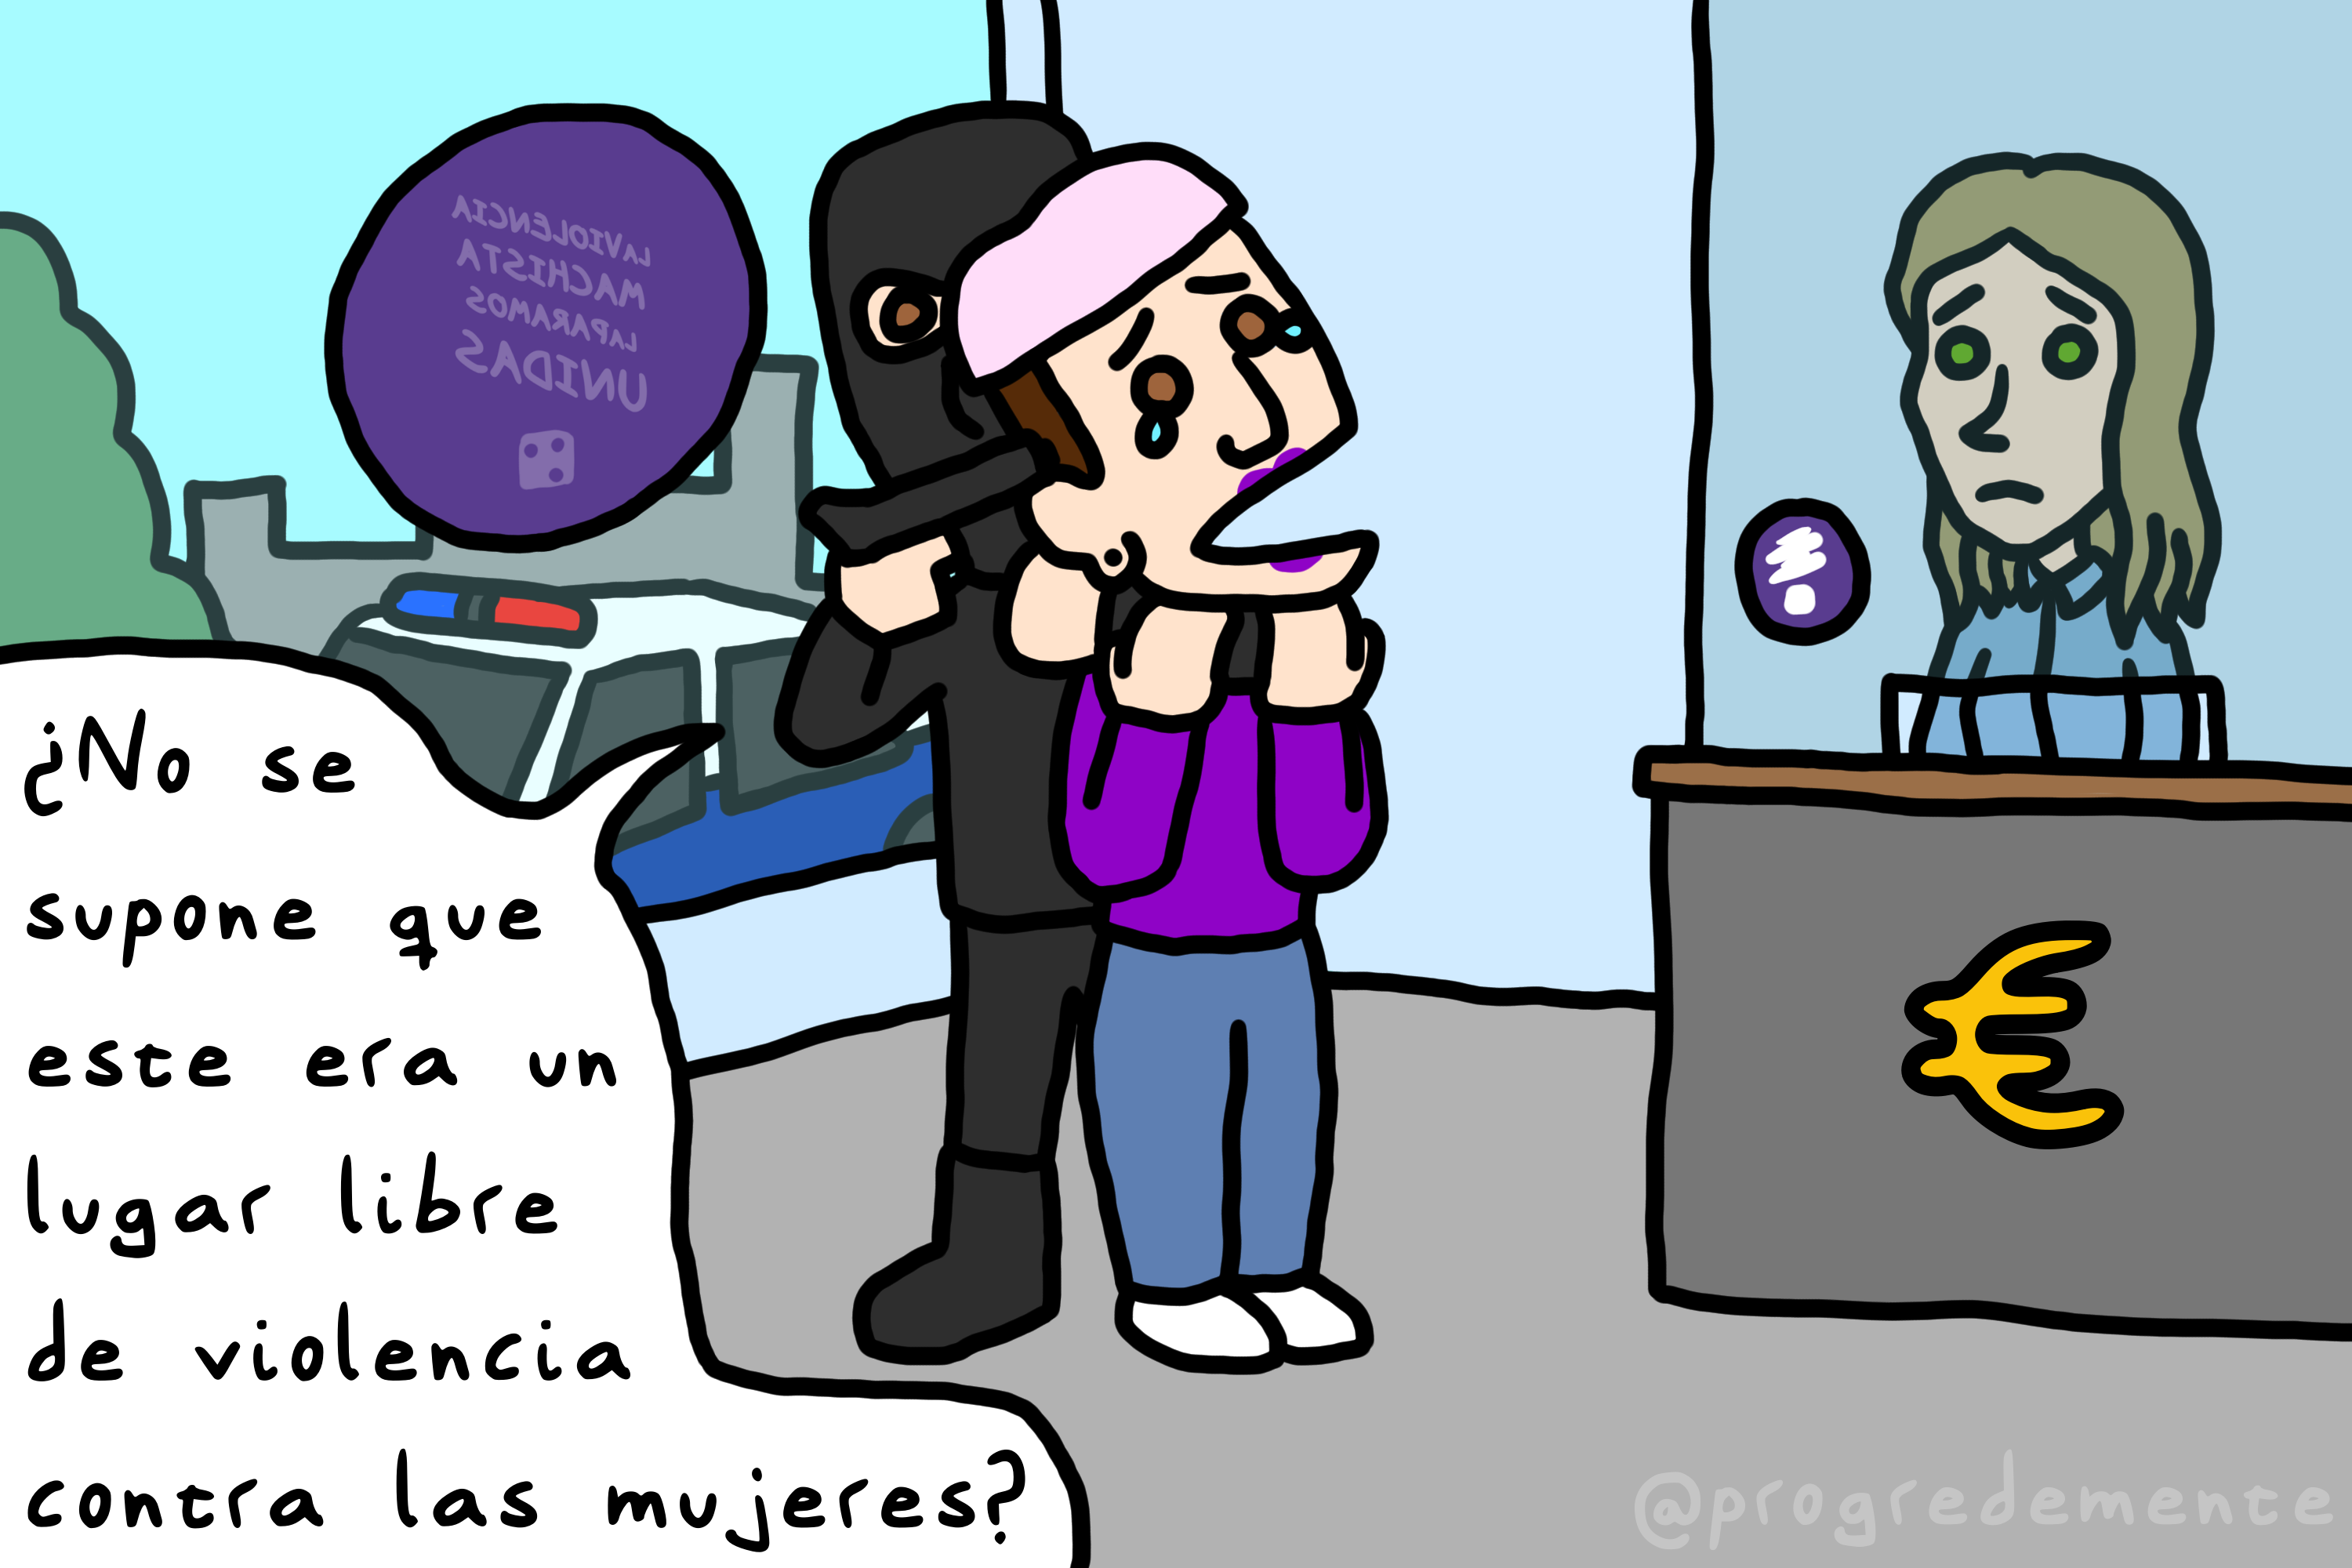 LA VIOLENCIA
MACHISTA
LA PARAMOS
UNIDAS
¿No se
supone que
este era un
lugar libre
de violencia
contra las mujeres?
@progredemente